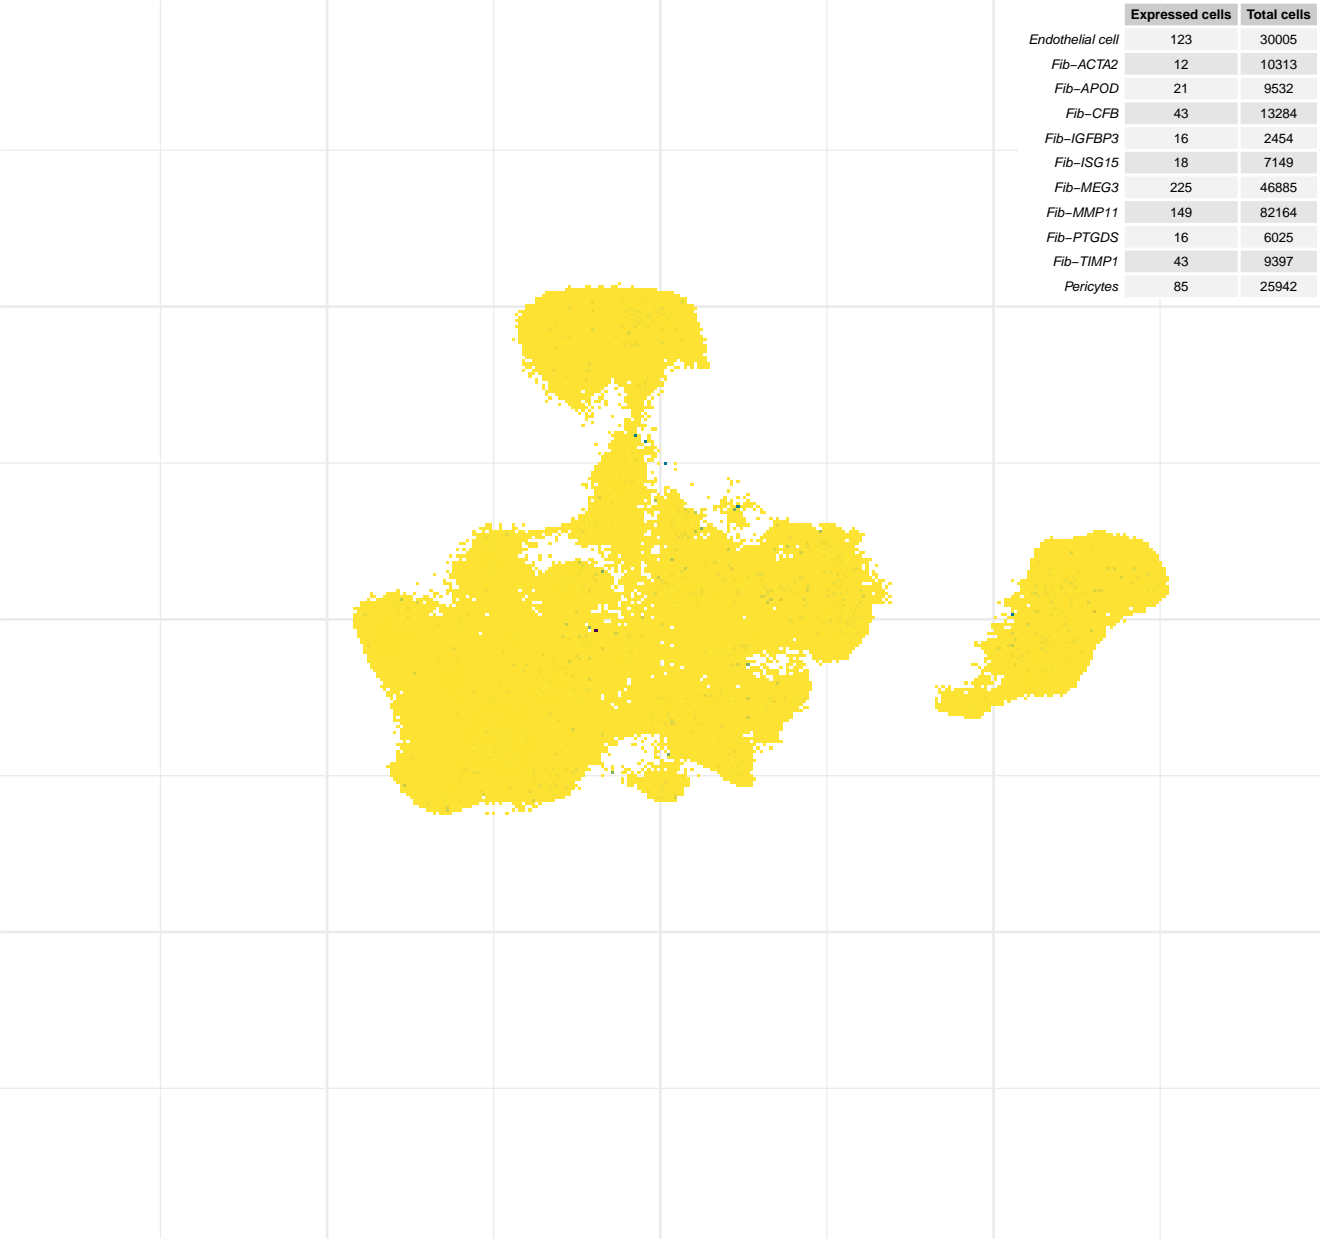 Expressed cells Total cells
Endothelial cell 123 30005
Fib−ACTA2 12 10313
Fib−APOD 21 9532
Fib−CFB 43 13284
Fib−IGFBP3 16 2454
Fib−ISG15 18 7149
Fib−MEG3 225 46885
Fib−MMP11 149 82164
Fib−PTGDS 16 6025
Fib−TIMP1 43 9397
Pericytes 85 25942